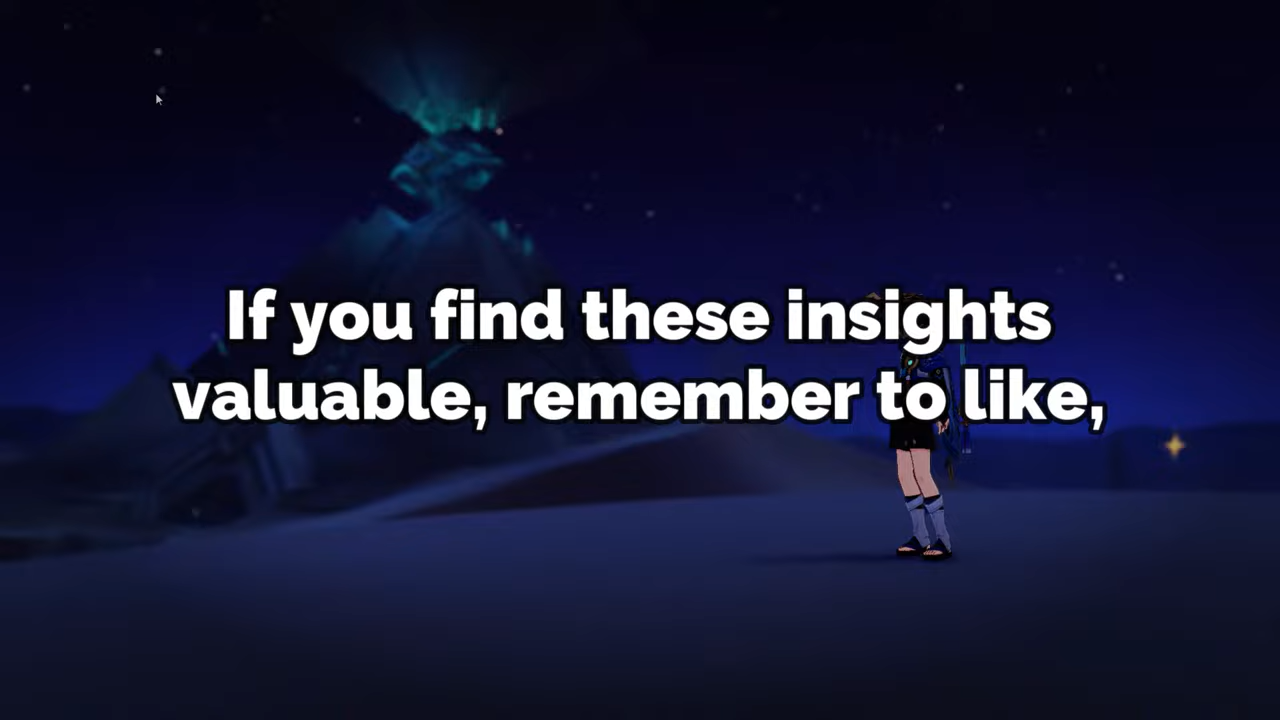 If you find these insights
valuable, remember to like,